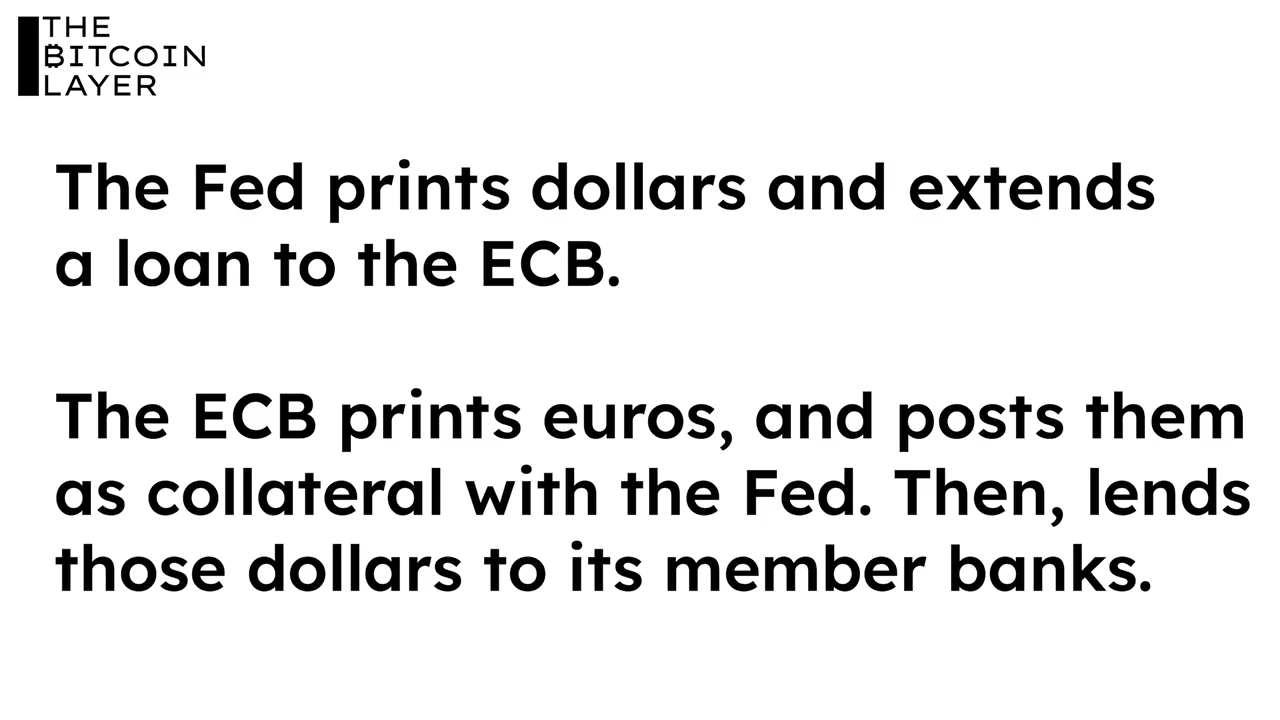 THE
BITCOIN
LAYER
The Fed prints dollars and extends
a loan to the ECB.
The ECB prints euros, and posts them
as collateral with the Fed. Then, lends
those dollars to its member banks.